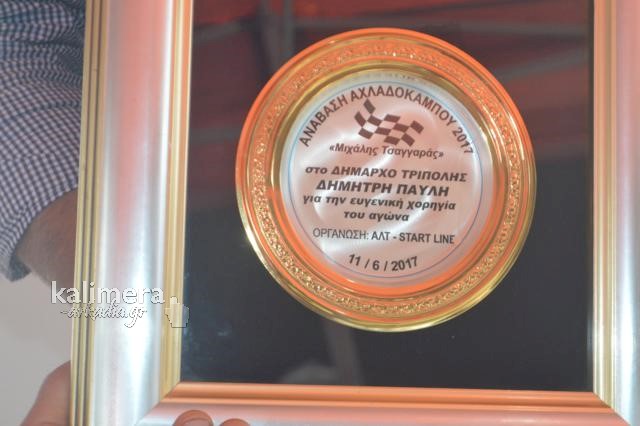 ΑΝΑΒΑΣΗ ΑΧΛΑΔΟΚΑΜΠΟΥ 2017
«Μιχάλης Τσαγγαράς»
στο ΔΗΜΑΡΧΟ ΤΡΙΠΟΛΗΣ
ΔΗΜΗΤΡΗ ΠΑΥΛΗ
για την ευγενική χορηγία
του αγώνα
ΟΡΓΑΝΩΣΗ: ΑΛΤ - START LINE
11 / 6 / 2017
kalimera
-arkadia.gr